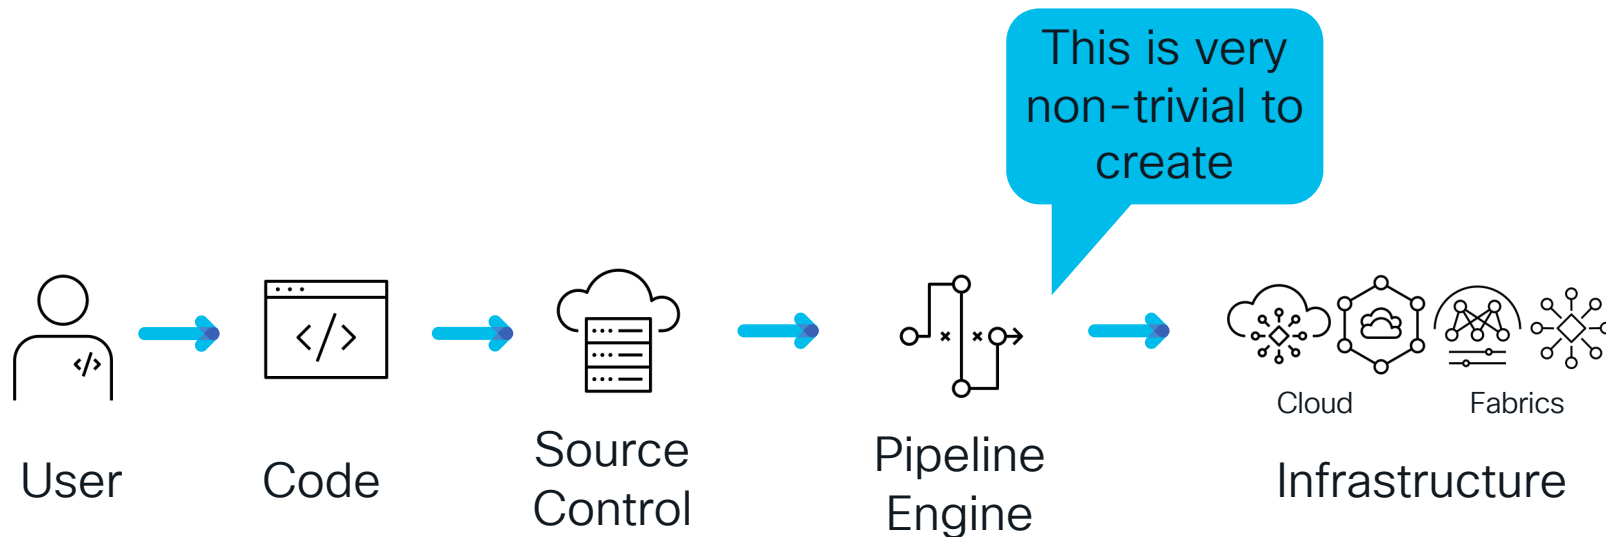 This is very
non-trivial to
create
</>
</>
Cloud
Fabrics
User
Code
Source
Control
Pipeline
Engine
Infrastructure